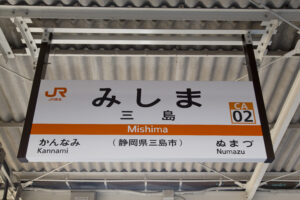 JR
JR東海
みしま
三島
CA
02
Mishima
かんなみ
Kannami
(静岡県三島市)
ぬまづ
Numazu